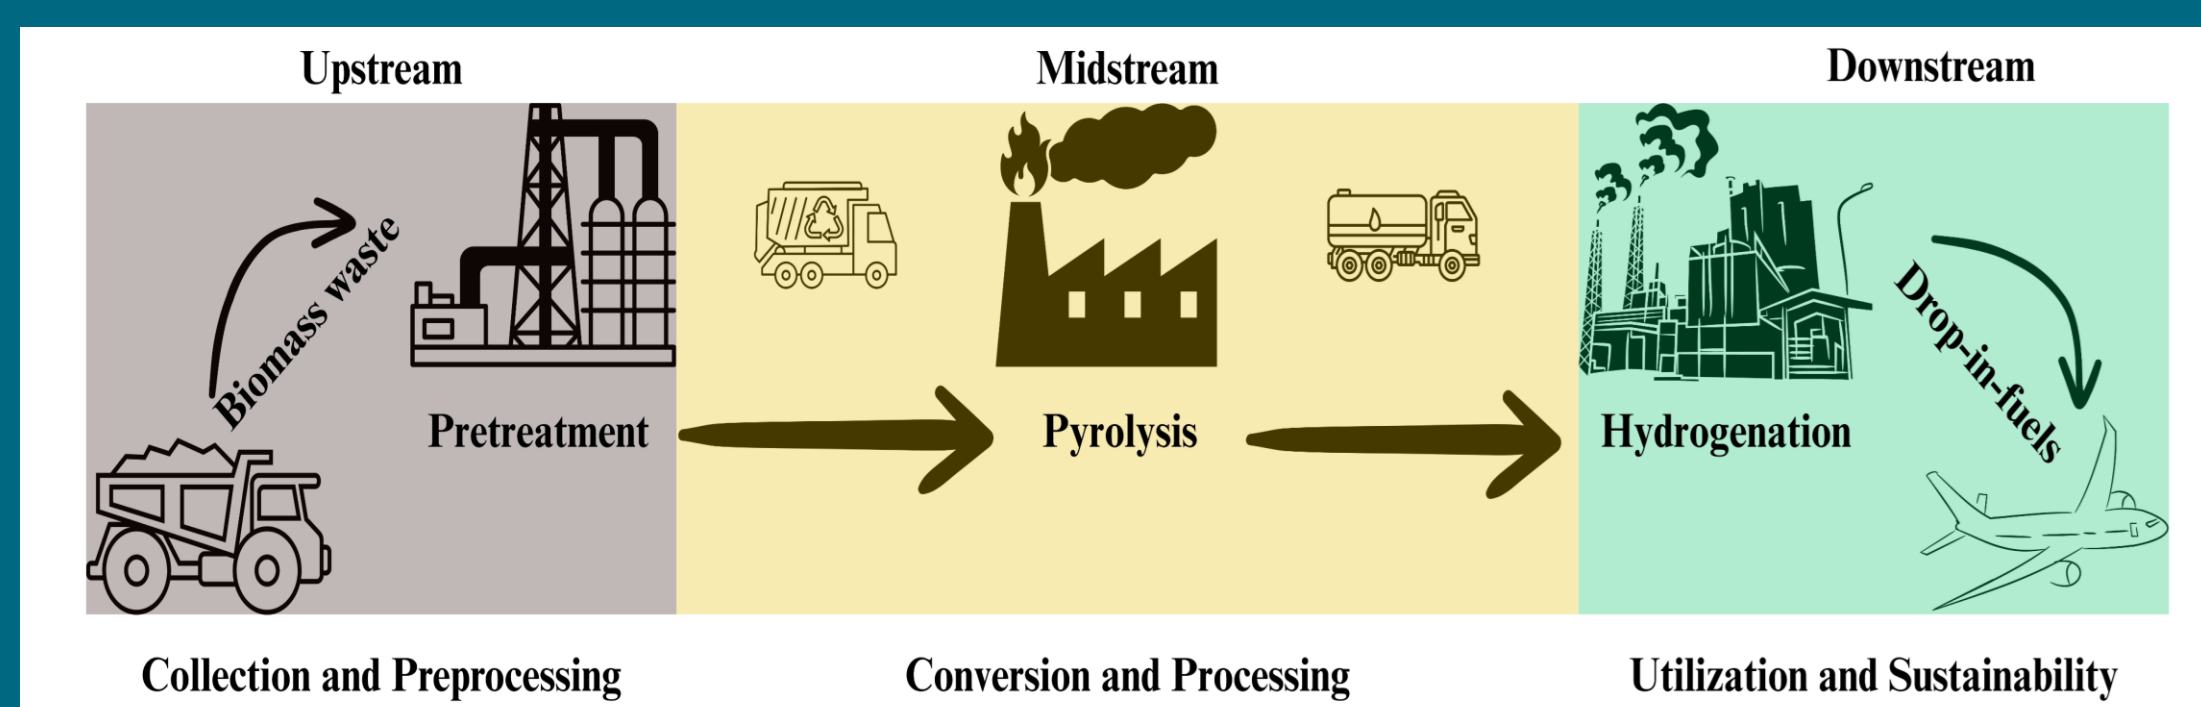 Upstream
Midstream
Downstream
Biomass waste
Pretreatment
Pyrolysis
Hydrogenation
Drop-in-fuels
Collection and Preprocessing
Conversion and Processing
Utilization and Sustainability